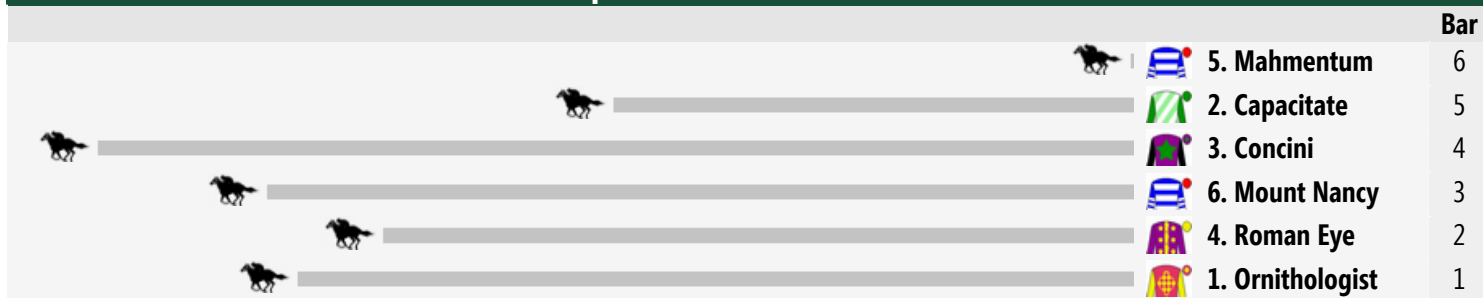 Bar
5. Mahmentum 6
2. Capacitate 5
3. Concini 4
6. Mount Nancy 3
4. Roman Eye 2
1. Ornithologist 1